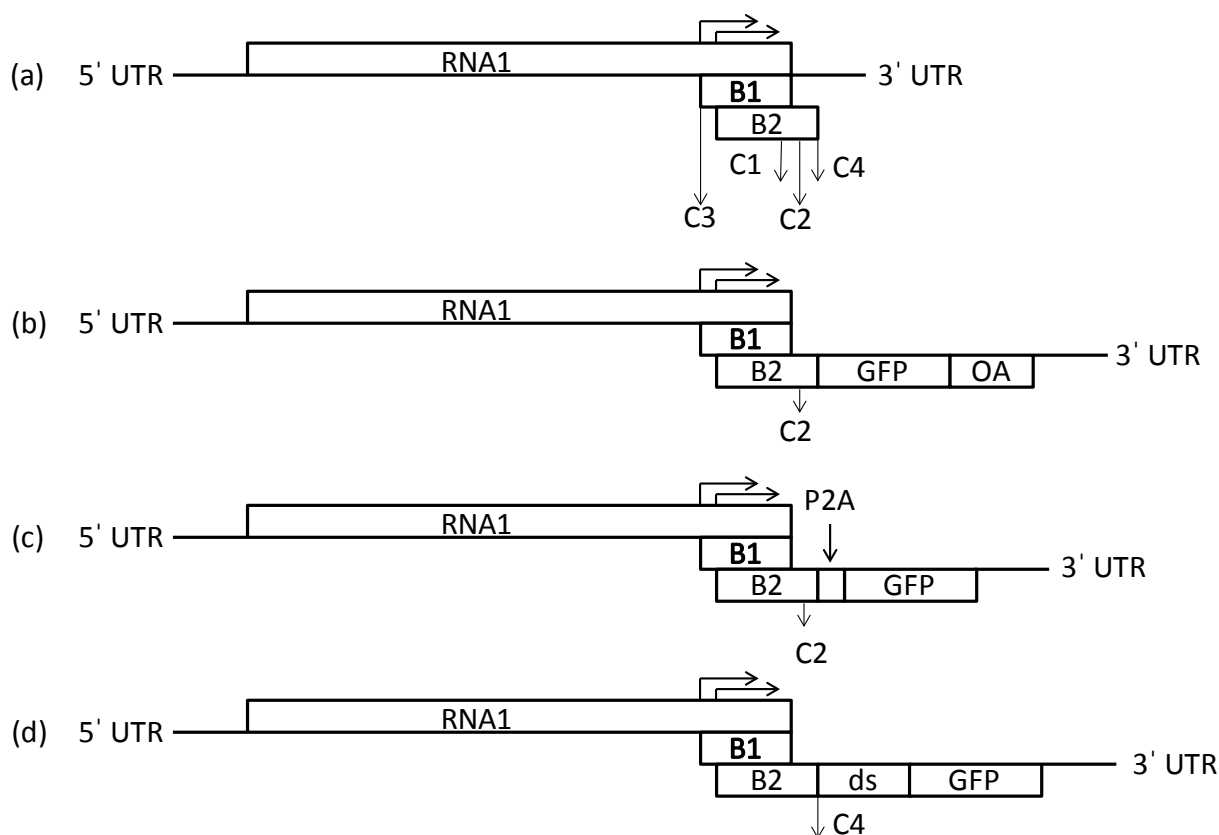 (a) 5' UTR RNA1 3' UTR
B1
B2
C1 C4
C3 C2
(b) 5' UTR RNA1
B1 3' UTR
B2 GFP OA
C2
P2A
(c) 5' UTR RNA1
B1 3' UTR
B2 GFP
C2
(d) 5' UTR RNA1
B1 3' UTR
B2 ds GFP
C4